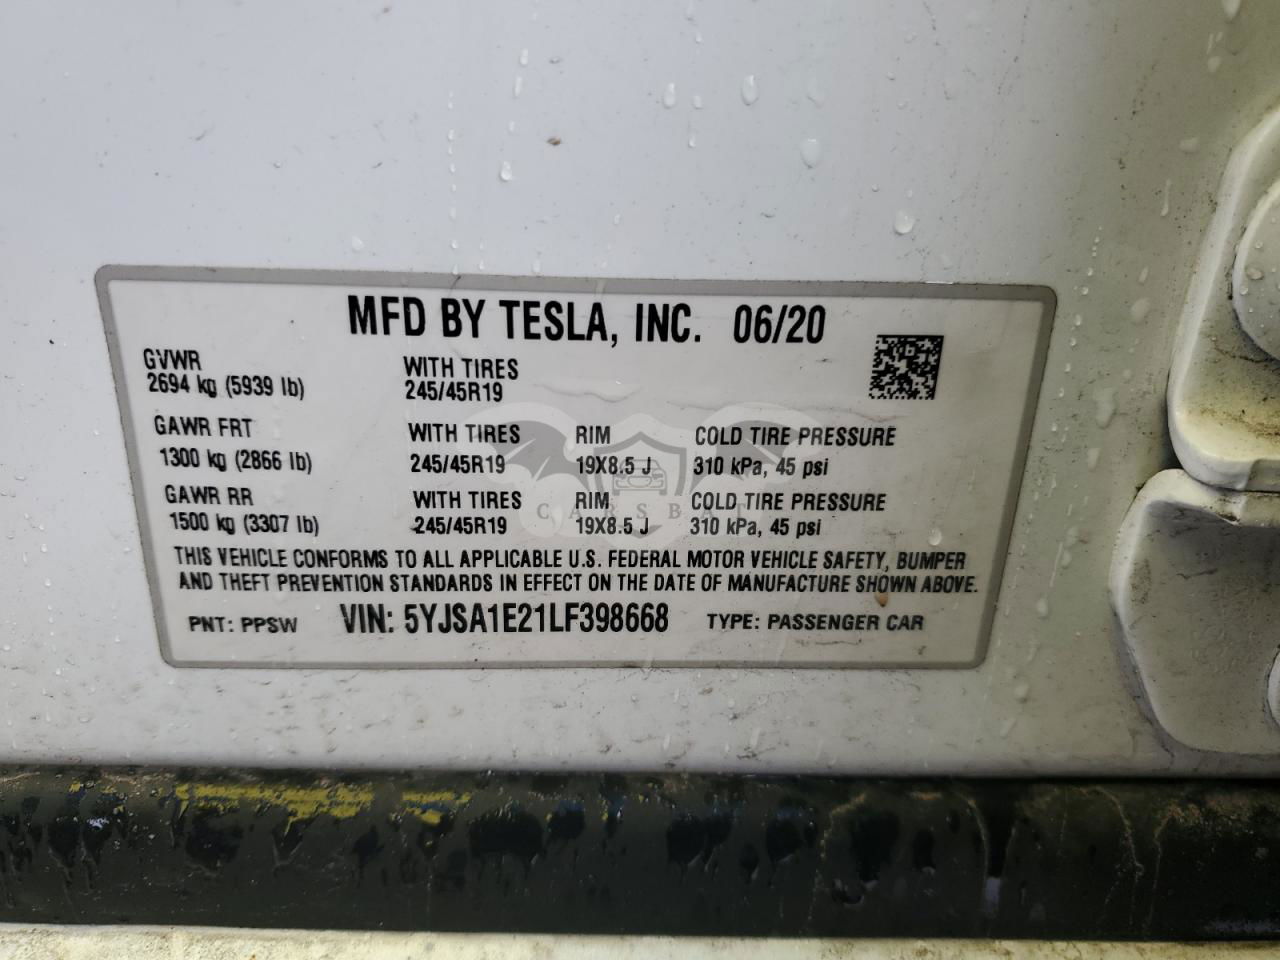 MFD BY TESLA, INC. 06/20
GVWR
2694 kg (5939 lb)
WITH TIRES
245/45R19
GAWR FRT
1300 kg (2866 lb)
WITH TIRES
245/45R19
RIM
19X8.5 J
COLD TIRE PRESSURE
310 kPa, 45 psi
GAWR RR
1500 kg (3307 lb)
WITH TIRES
245/45R19
RIM
19X8.5 J
COLD TIRE PRESSURE
310 kPa, 45 psi
CARSBAT
THIS VEHICLE CONFORMS TO ALL APPLICABLE U.S. FEDERAL MOTOR VEHICLE SAFETY, BUMPER
AND THEFT PREVENTION STANDARDS IN EFFECT ON THE DATE OF MANUFACTURE SHOWN ABOVE.
PNT: PPSW VIN: 5YJSA1E21LF398668 TYPE: PASSENGER CAR